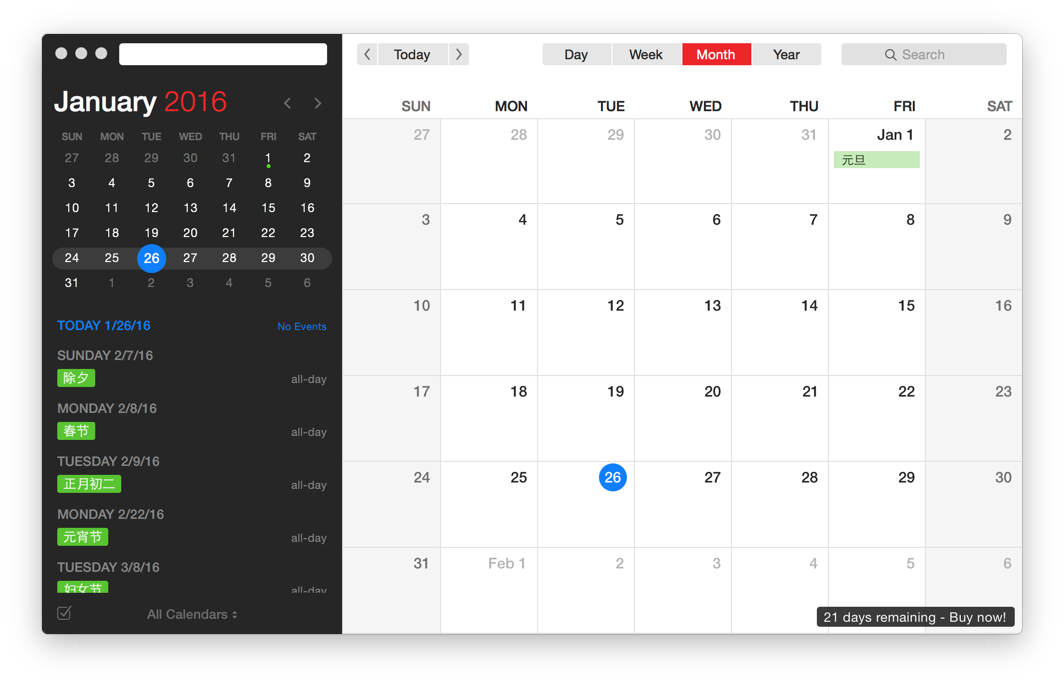 January 2016
SUN MON TUE WED THU FRI SAT
27 28 29 30 31 1 2
3 4 5 6 7 8 9
10 11 12 13 14 15 16
17 18 19 20 21 22 23
24 25 26 27 28 29 30
31 1 2 3 4 5 6
TODAY 1/26/16 No Events
SUNDAY 2/7/16
除夕 all-day
MONDAY 2/8/16
春节 all-day
TUESDAY 2/9/16
正月初二 all-day
MONDAY 2/22/16
元宵节 all-day
TUESDAY 3/8/16
妇女节 all-day
All Calendars
Today Day Week Month Year Search
SUN MON TUE WED THU FRI SAT
27 28 29 30 31 Jan 1 2
元旦
3 4 5 6 7 8 9
10 11 12 13 14 15 16
17 18 19 20 21 22 23
24 25 26 27 28 29 30
31 Feb 1 2 3 4 5 6
21 days remaining - Buy now!